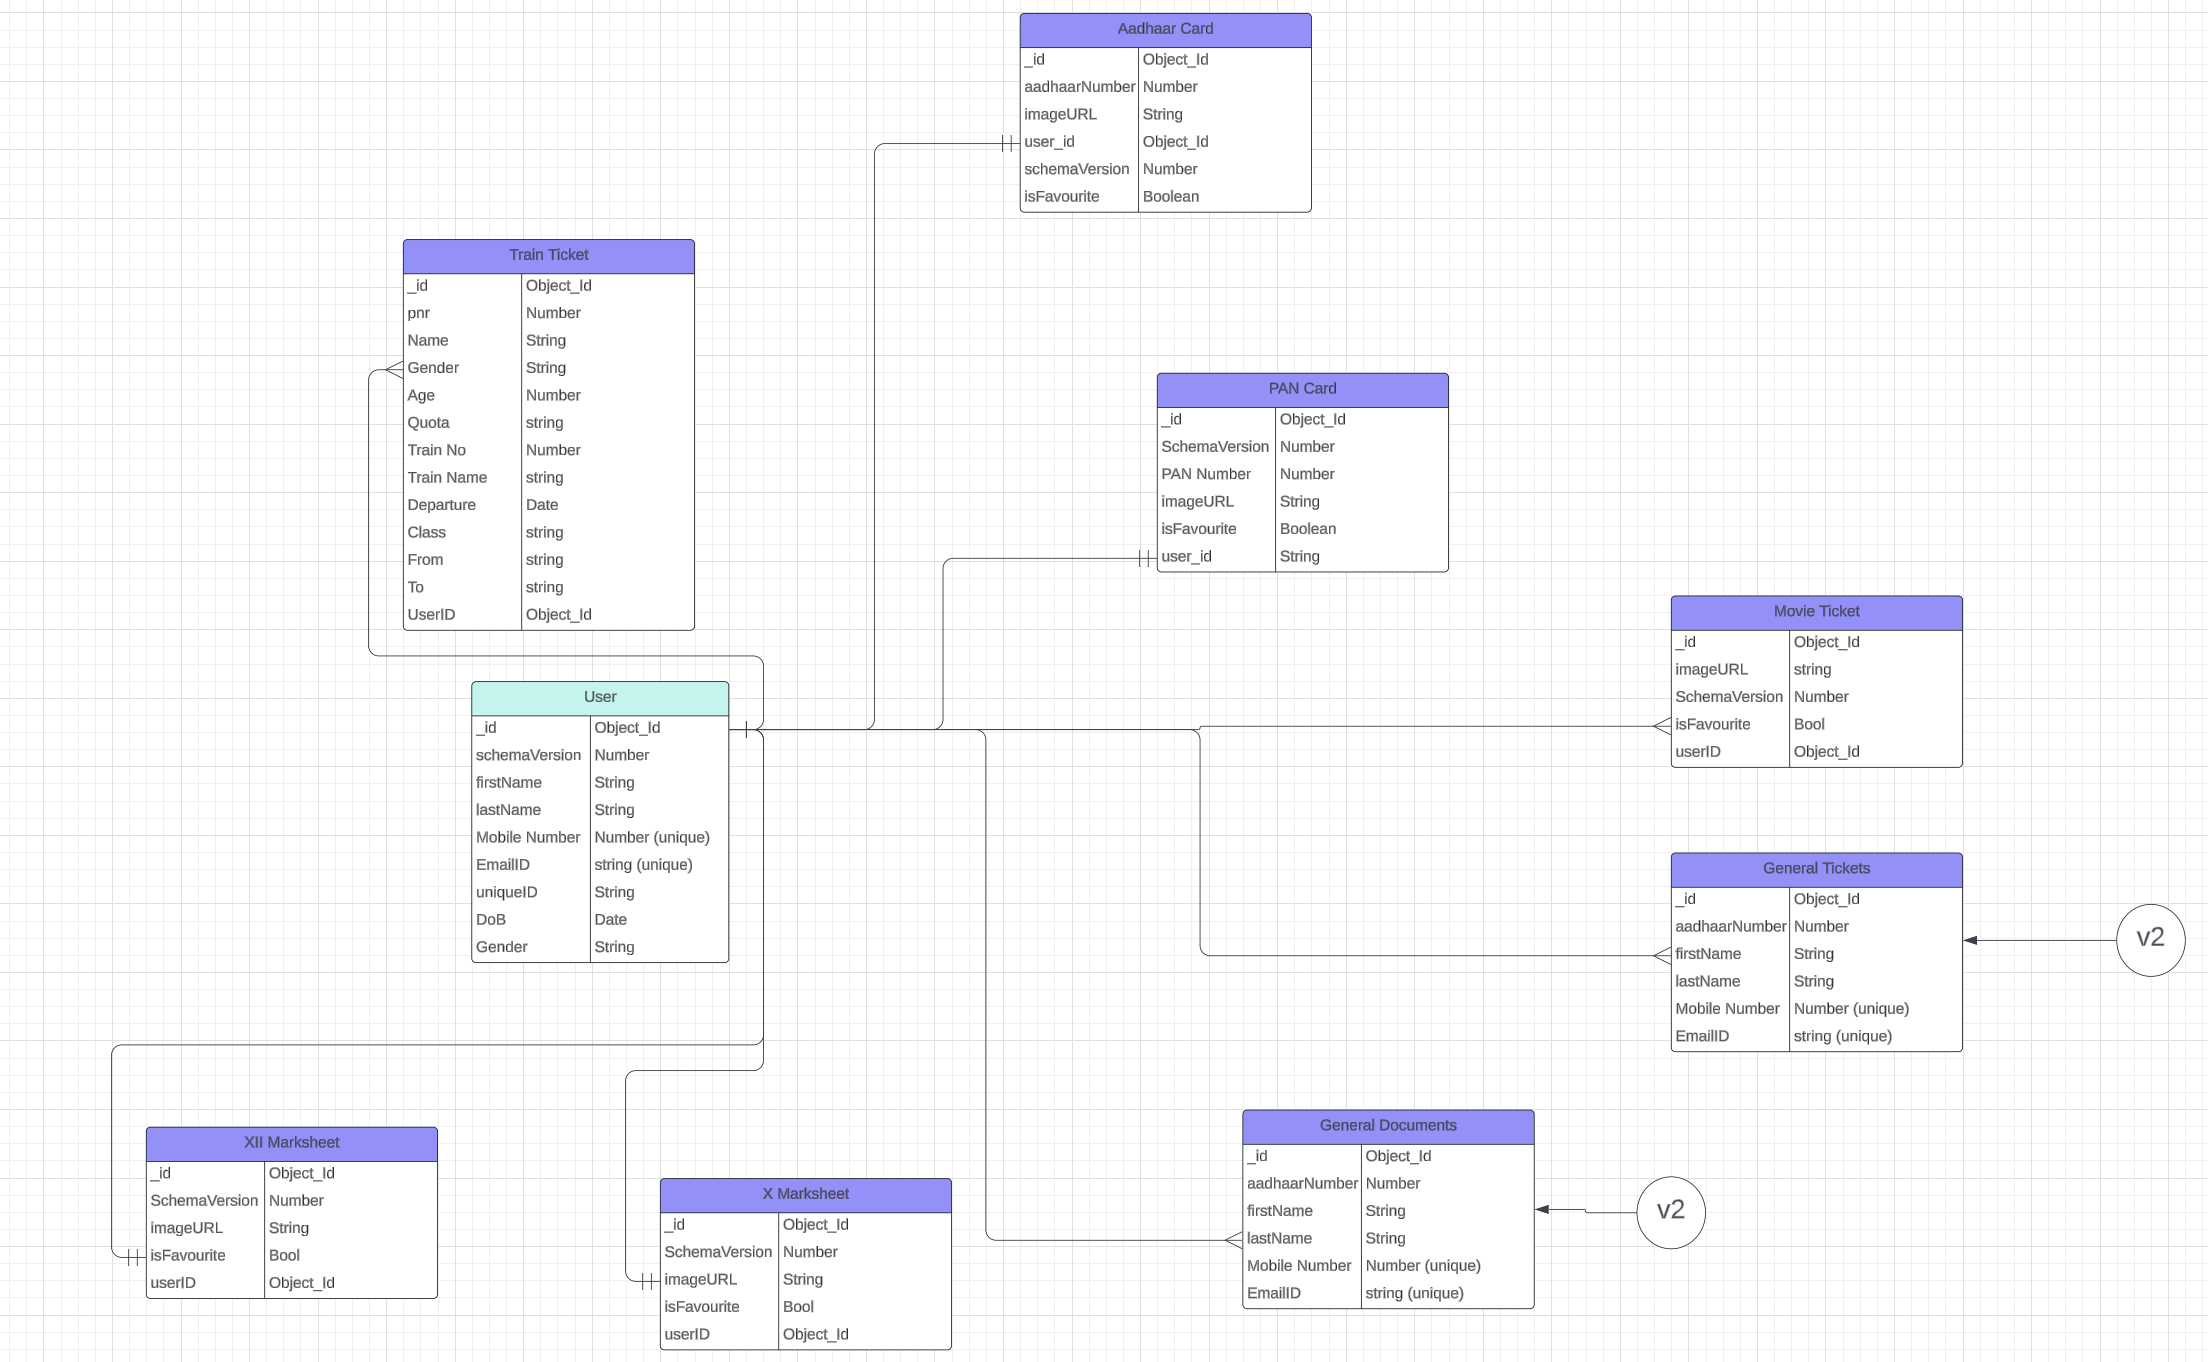 Aadhaar Card
_id Object_Id
aadhaarNumber Number
imageURL String
user_id Object_Id
schemaVersion Number
isFavourite Boolean
Train Ticket
_id Object_Id
pnr Number
Name String
Gender String
Age Number
Quota string
Train No Number
Train Name string
Departure Date
Class string
From string
To string
UserID Object_Id
PAN Card
_id Object_Id
SchemaVersion Number
PAN Number Number
imageURL String
isFavourite Boolean
user_id String
Movie Ticket
_id Object_Id
imageURL string
SchemaVersion Number
isFavourite Bool
userID Object_Id
User
_id Object_Id
schemaVersion Number
firstName String
lastName String
Mobile Number Number (unique)
EmailID string (unique)
uniqueID String
DoB Date
Gender String
General Tickets
_id Object_Id
aadhaarNumber Number
firstName String
lastName String
Mobile Number Number (unique)
EmailID string (unique)
v2
General Documents
_id Object_Id
aadhaarNumber Number
firstName String
lastName String
Mobile Number Number (unique)
EmailID string (unique)
v2
XII Marksheet
_id Object_Id
SchemaVersion Number
imageURL String
isFavourite Bool
userID Object_Id
X Marksheet
_id Object_Id
SchemaVersion Number
imageURL String
isFavourite Bool
userID Object_Id